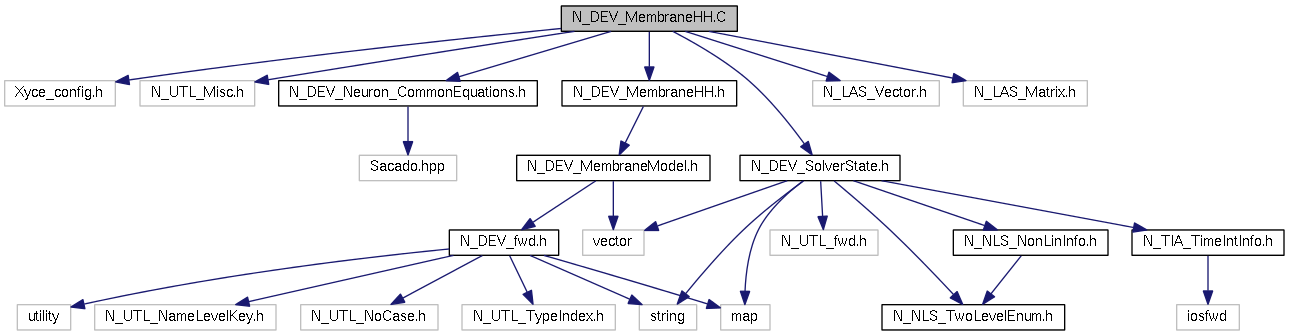 N_DEV_MembraneHH.C
Xyce_config.h
N_UTL_Misc.h
N_DEV_Neuron_CommonEquations.h
N_DEV_MembraneHH.h
N_LAS_Vector.h
N_LAS_Matrix.h
Sacado.hpp
N_DEV_MembraneModel.h
N_DEV_SolverState.h
N_DEV_fwd.h
vector
N_UTL_fwd.h
N_NLS_NonLinInfo.h
N_TIA_TimeIntInfo.h
utility
N_UTL_NameLevelKey.h
N_UTL_NoCase.h
N_UTL_TypeIndex.h
string
map
N_NLS_TwoLevelEnum.h
iosfwd